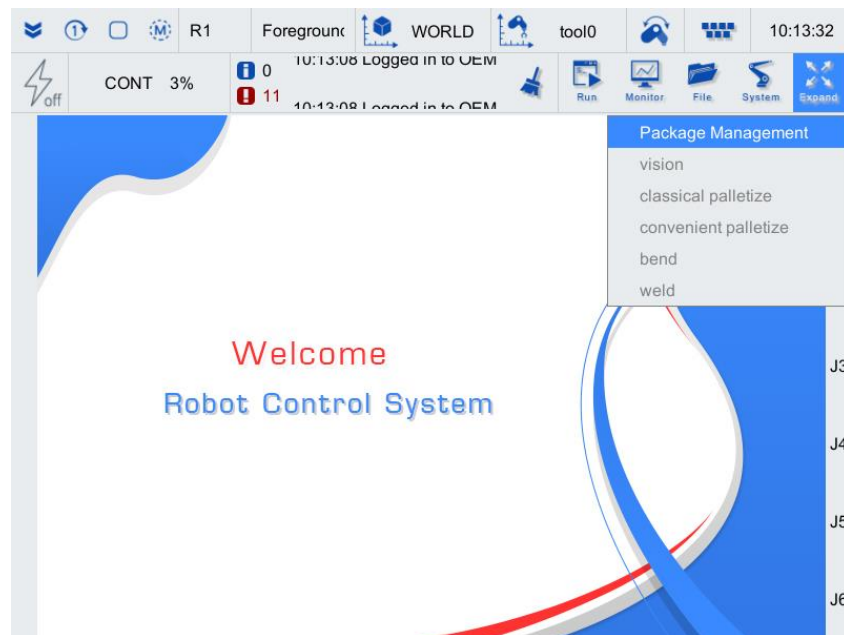 R1 Foreground WORLD tool0 10:13:32
off CONT 3% 0 10:13:08 Logged in to OEM
11 10:13:08 Logged in to OEM
Run Monitor File System Expand
Package Management
vision
classical palletize
convenient palletize
bend
weld
Welcome
Robot Control System
J3
J4
J5
J6